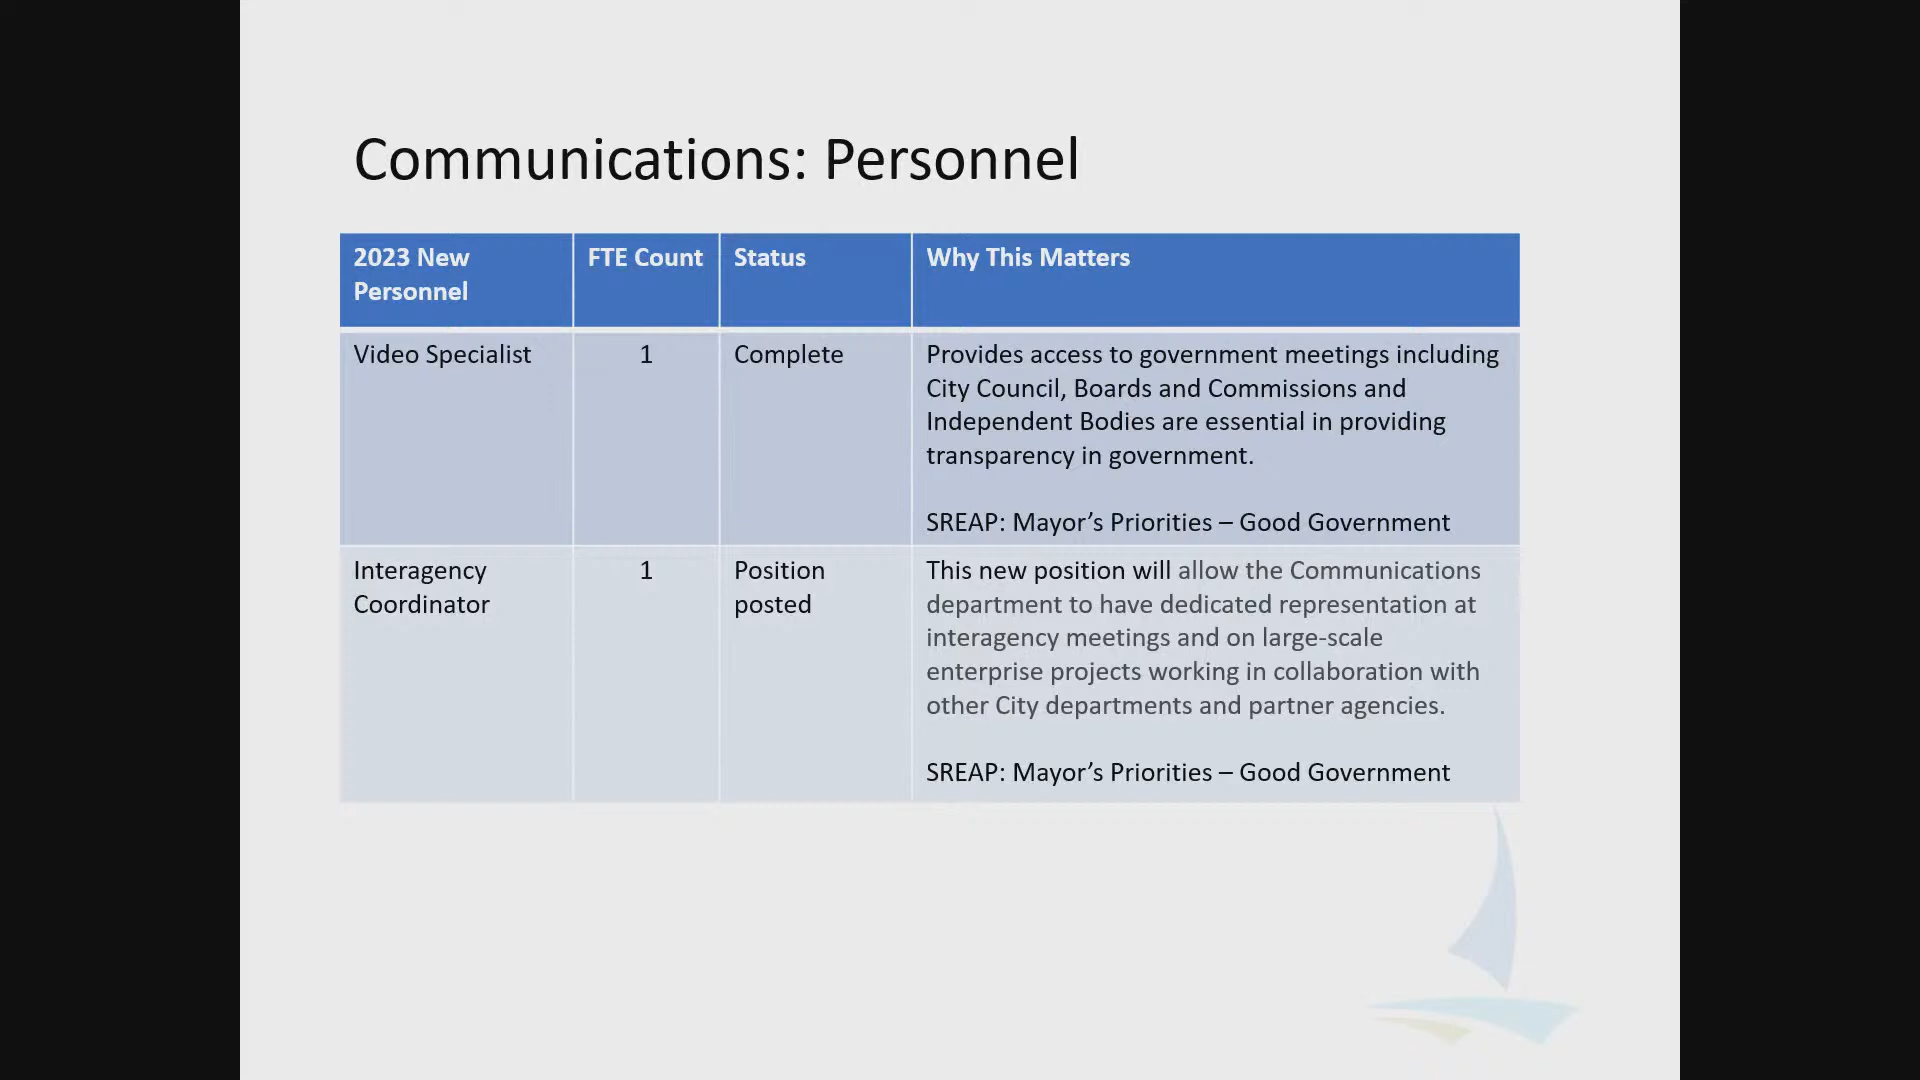 Communications: Personnel
2023 New
Personnel
FTE Count
Status
Why This Matters
Video Specialist
1
Complete
Provides access to government meetings including
City Council, Boards and Commissions and
Independent Bodies are essential in providing
transparency in government.
SREAP: Mayor’s Priorities – Good Government
Interagency
Coordinator
1
Position
posted
This new position will allow the Communications
department to have dedicated representation at
interagency meetings and on large-scale
enterprise projects working in collaboration with
other City departments and partner agencies.
SREAP: Mayor’s Priorities – Good Government